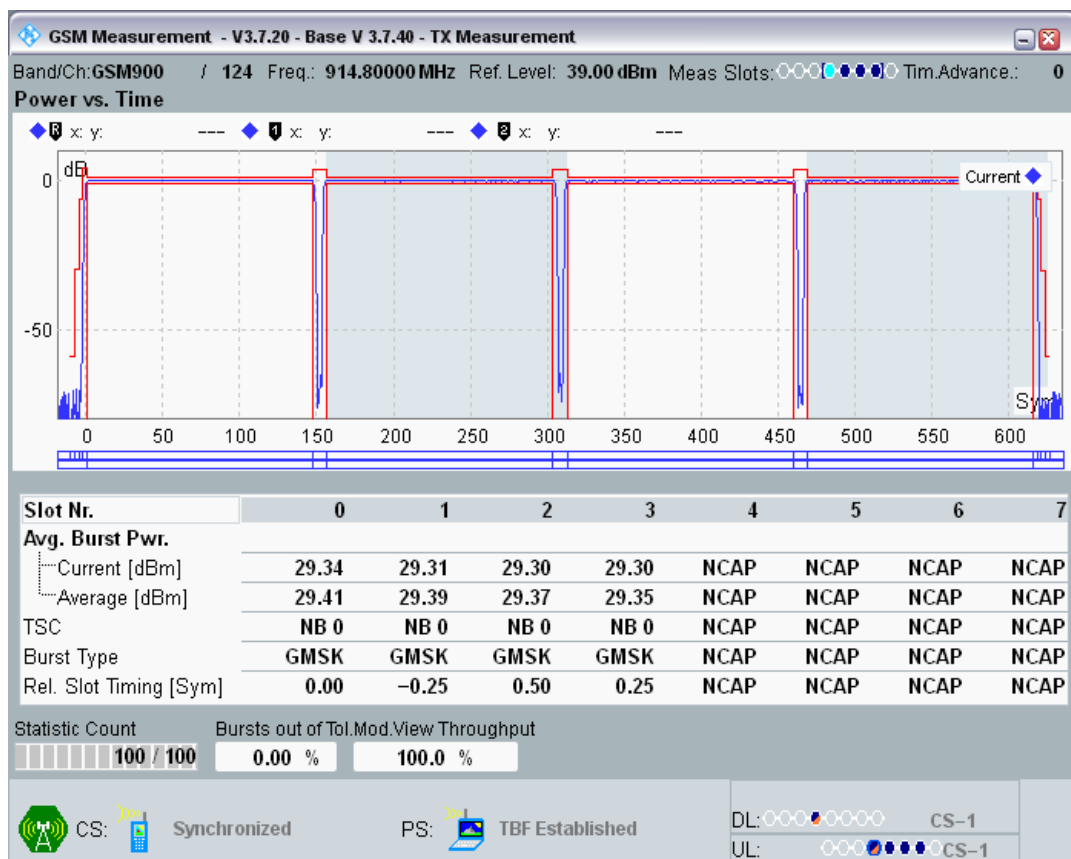 GSM Measurement - V3.7.20 - Base V 3.7.40 - TX Measurement
Band/Ch:GSM900 / 124 Freq.: 914.80000 MHz Ref. Level: 39.00 dBm Meas Slots: Tim.Advance.: 0
Power vs. Time
R x: y: --- 1 x: y: --- 2 x: y: ---
dB
Current
0
-50
Sym
0 50 100 150 200 250 300 350 400 450 500 550 600
Slot Nr. 0 1 2 3 4 5 6 7
Avg. Burst Pwr.
Current [dBm] 29.34 29.31 29.30 29.30 NCAP NCAP NCAP NCAP
Average [dBm] 29.41 29.39 29.37 29.35 NCAP NCAP NCAP NCAP
TSC NB 0 NB 0 NB 0 NB 0 NCAP NCAP NCAP NCAP
Burst Type GMSK GMSK GMSK GMSK NCAP NCAP NCAP NCAP
Rel. Slot Timing [Sym] 0.00 −0.25 0.50 0.25 NCAP NCAP NCAP NCAP
Statistic Count Bursts out of Tol.Mod.View Throughput
100 / 100 0.00 % 100.0 %
CS: Synchronized PS: TBF Established
DL: CS−1
UL: CS−1